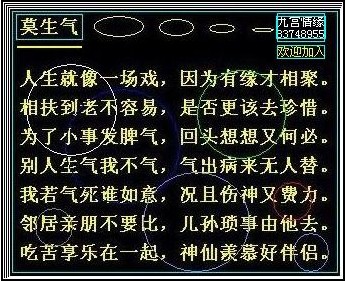 莫生气
九宫情缘
33748955
欢迎加入
人生就像一场戏，因为有缘才相聚。
相扶到老不容易，是否更该去珍惜。
为了小事发脾气，回头想想又何必。
别人生气我不气，气出病来无人替。
我若气死谁如意，况且伤神又费力。
邻居亲朋不要比，儿孙琐事由他去。
吃苦享乐在一起，神仙羡慕好伴侣。